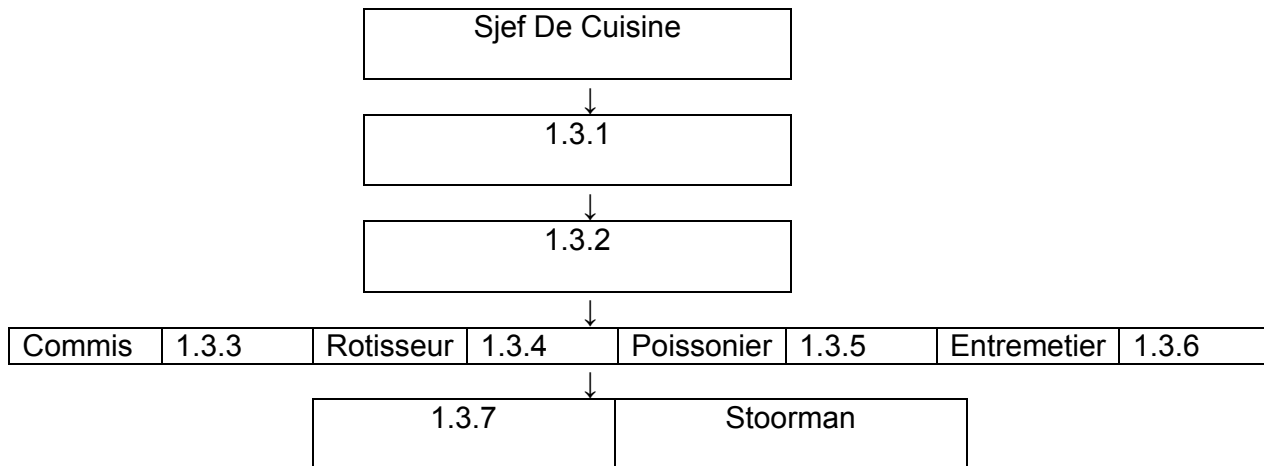 Sjef De Cuisine
↓
1.3.1
↓
1.3.2
↓
Commis 1.3.3 Rotisseur 1.3.4 Poissonier 1.3.5 Entremetier 1.3.6
↓
1.3.7 Stoorman